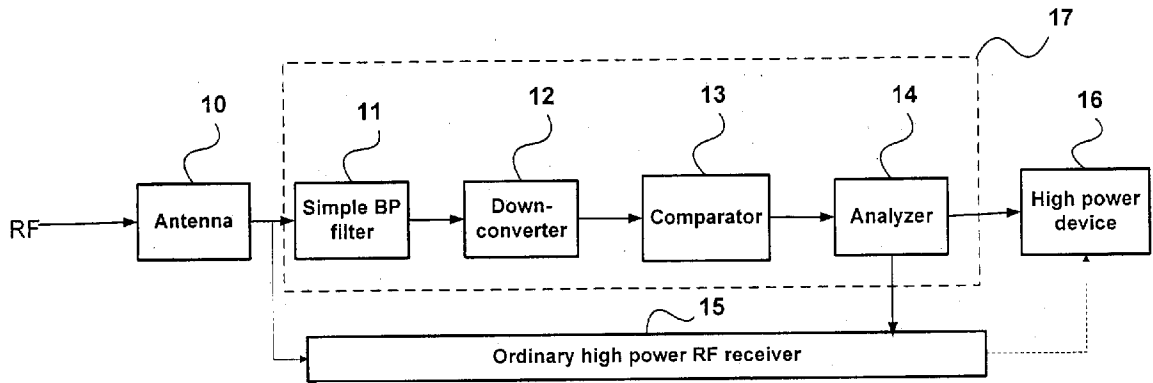 17
10
11
12
13
14
16
RF
Antenna
Simple BP
filter
Down-
converter
Comparator
Analyzer
High power
device
15
Ordinary high power RF receiver